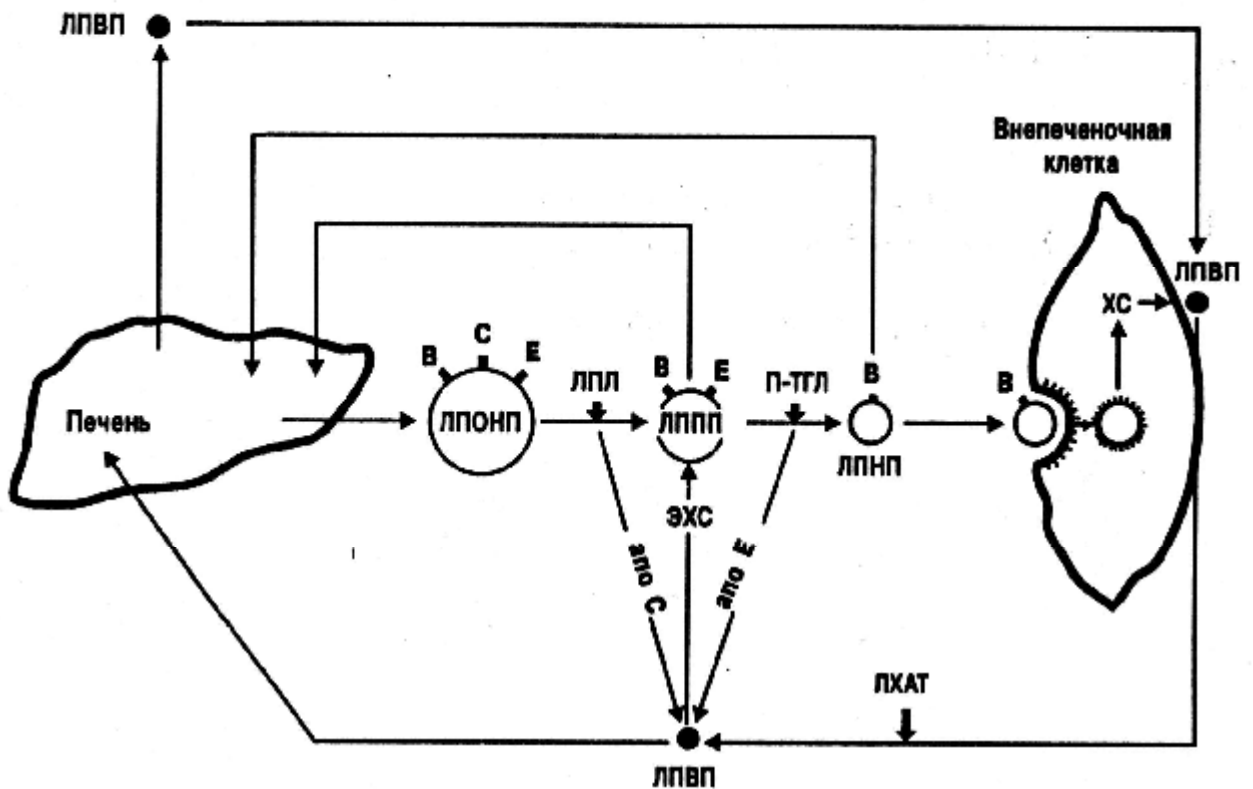 ЛПВП
Внепеченочная
клетка
ЛПВП
ХС
В
С
Е
ЛПЛ
В
Е
П-ТГЛ
В
В
Печень
ЛПОНП
ЛППП
ЛПНП
ЭХС
апо С
апо Е
ЛХАТ
ЛПВП